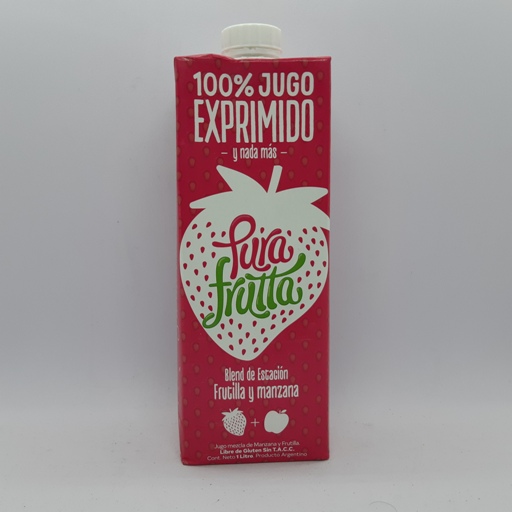 100% JUGO
EXPRIMIDO
– y nada más –
Pura
frutta
Blend de Estación
Frutilla y manzana
+
Jugo mezcla de Manzana y Frutilla.
Libre de Gluten Sin T.A.C.C.
Cont. Neto 1 Litro. Producto Argentino